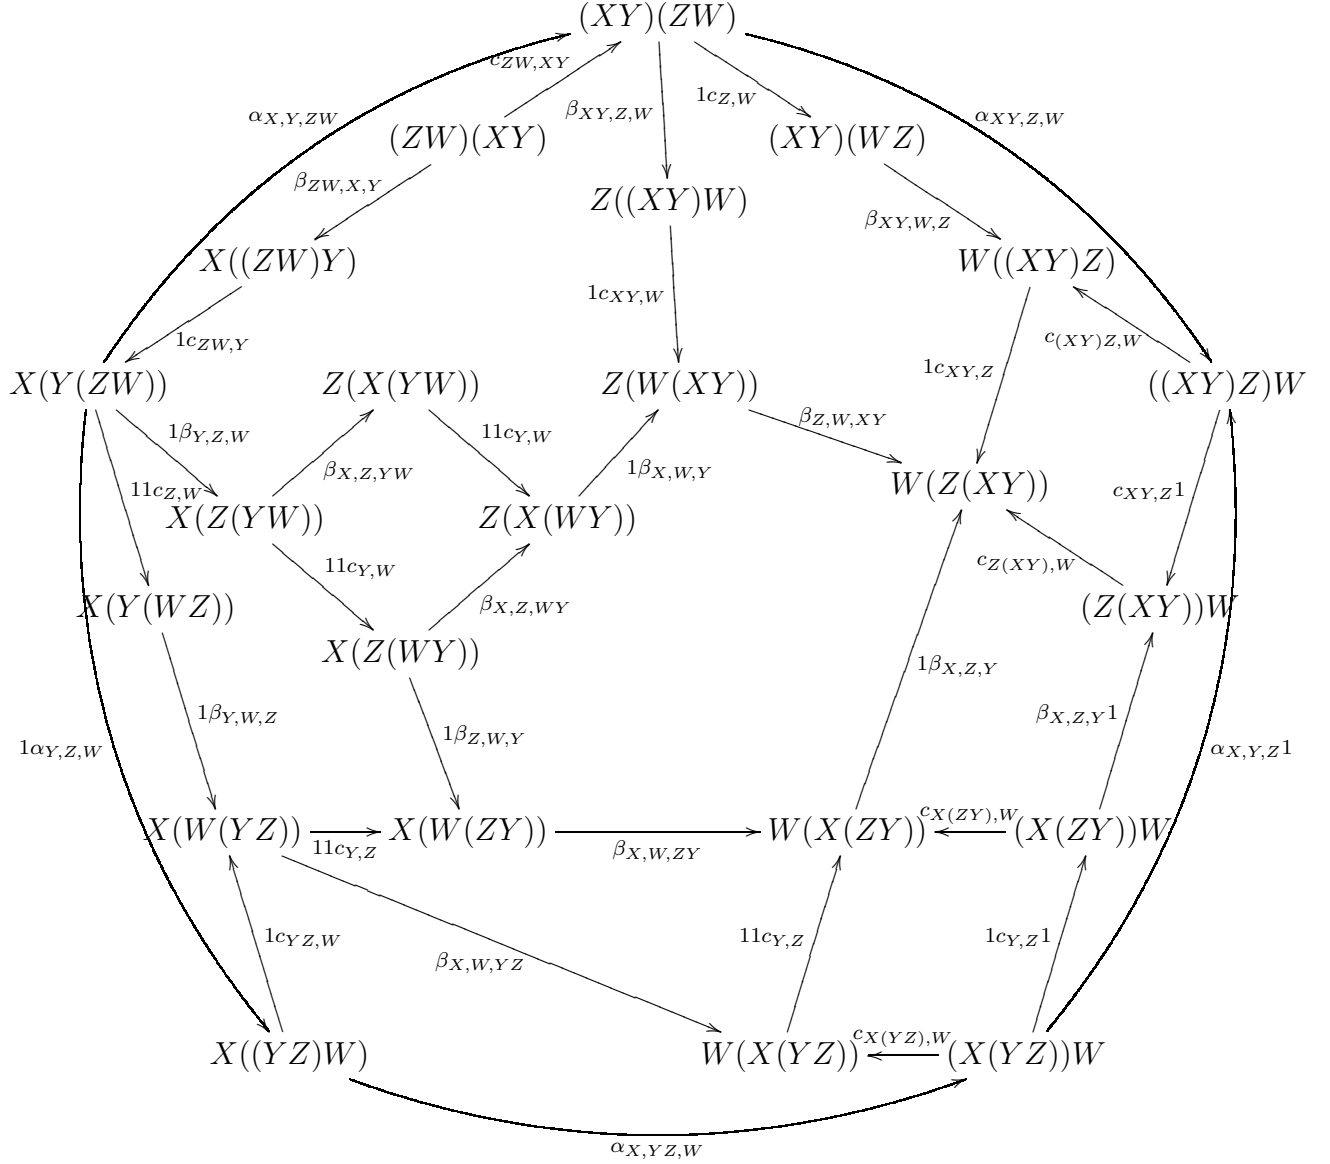 (XY)(ZW)
c_{ZW,XY}
1c_{Z,W}
α_{X,Y,ZW}
β_{XY,Z,W}
α_{XY,Z,W}
(ZW)(XY)
(XY)(WZ)
β_{ZW,X,Y}
Z((XY)W)
β_{XY,W,Z}
X((ZW)Y)
W((XY)Z)
1c_{XY,W}
1c_{ZW,Y}
c_{(XY)Z,W}
1c_{XY,Z}
X(Y(ZW))
Z(X(YW))
Z(W(XY))
((XY)Z)W
1β_{Y,Z,W}
11c_{Y,W}
β_{Z,W,XY}
β_{X,Z,YW}
1β_{X,W,Y}
11c_{Z,W}
W(Z(XY))
c_{XY,Z}1
X(Z(YW))
Z(X(WY))
11c_{Y,W}
c_{Z(XY),W}
X(Y(WZ))
β_{X,Z,WY}
(Z(XY))W
X(Z(WY))
1β_{X,Z,Y}
1β_{Y,W,Z}
1β_{Z,W,Y}
β_{X,Z,Y}1
1α_{Y,Z,W}
α_{X,Y,Z}1
X(W(YZ))
11c_{Y,Z}
X(W(ZY))
β_{X,W,ZY}
W(X(ZY))
c_{X(ZY),W}
(X(ZY))W
1c_{YZ,W}
β_{X,W,YZ}
11c_{Y,Z}
1c_{Y,Z}1
X((YZ)W)
W(X(YZ))
c_{X(YZ),W}
(X(YZ))W
α_{X,YZ,W}